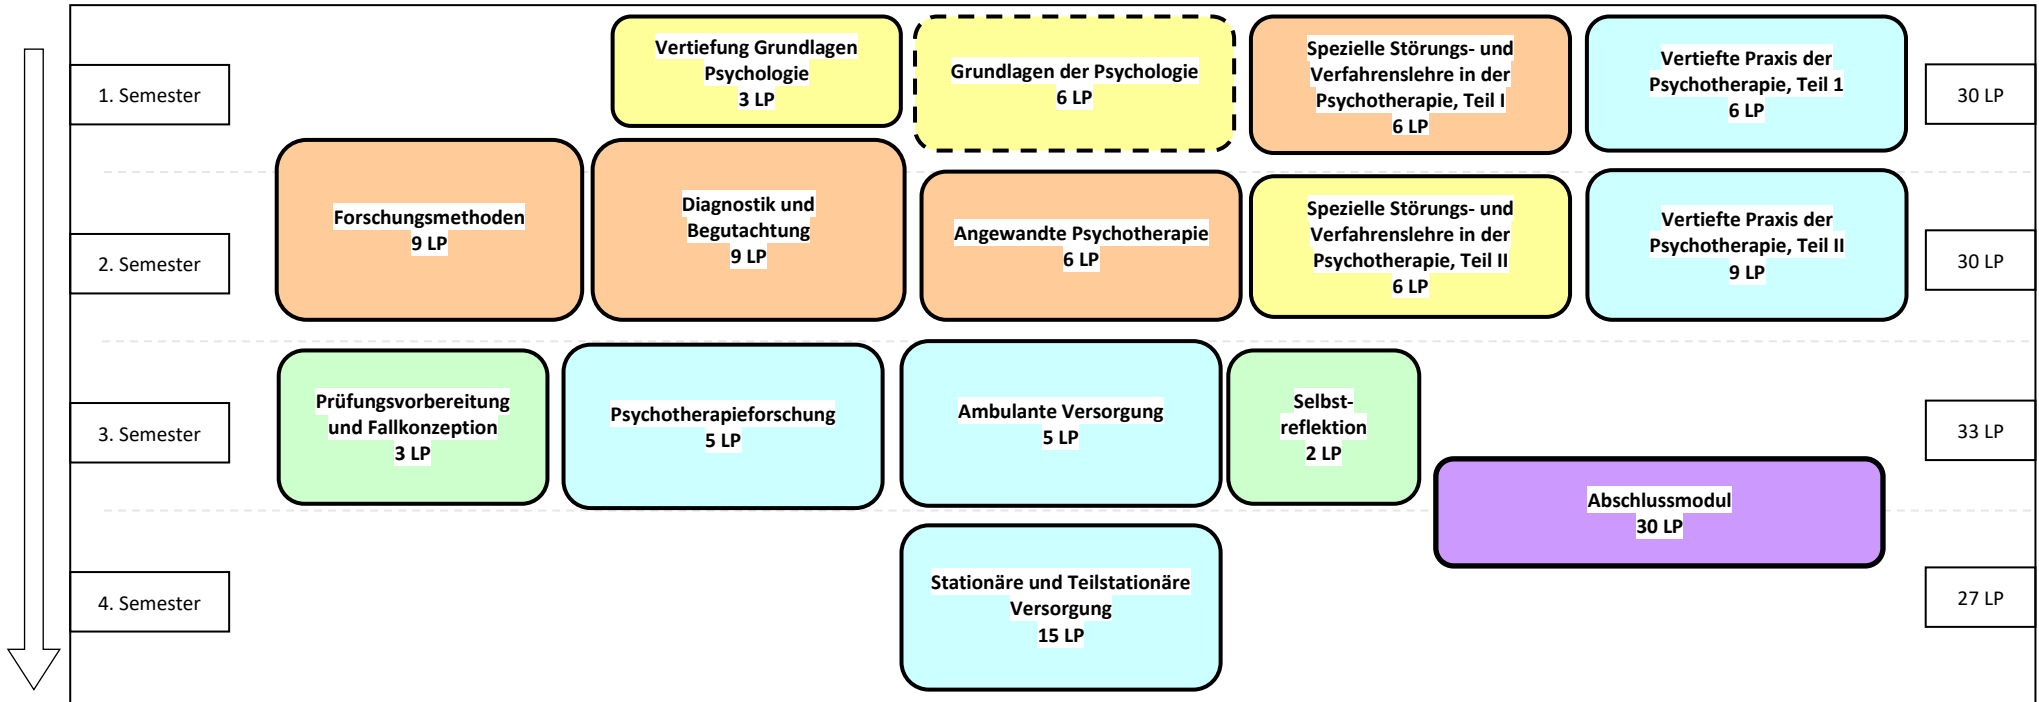 1. Semester
Vertiefung Grundlagen
Psychologie
3 LP
Grundlagen der Psychologie
6 LP
Spezielle Störungs- und
Verfahrenslehre in der
Psychotherapie, Teil I
6 LP
Vertiefte Praxis der
Psychotherapie, Teil 1
6 LP
30 LP
2. Semester
Forschungsmethoden
9 LP
Diagnostik und
Begutachtung
9 LP
Angewandte Psychotherapie
6 LP
Spezielle Störungs- und
Verfahrenslehre in der
Psychotherapie, Teil II
6 LP
Vertiefte Praxis der
Psychotherapie, Teil II
9 LP
30 LP
3. Semester
Prüfungsvorbereitung
und Fallkonzeption
3 LP
Psychotherapieforschung
5 LP
Ambulante Versorgung
5 LP
Selbst-
reflektion
2 LP
33 LP
Abschlussmodul
30 LP
4. Semester
Stationäre und Teilstationäre
Versorgung
15 LP
27 LP